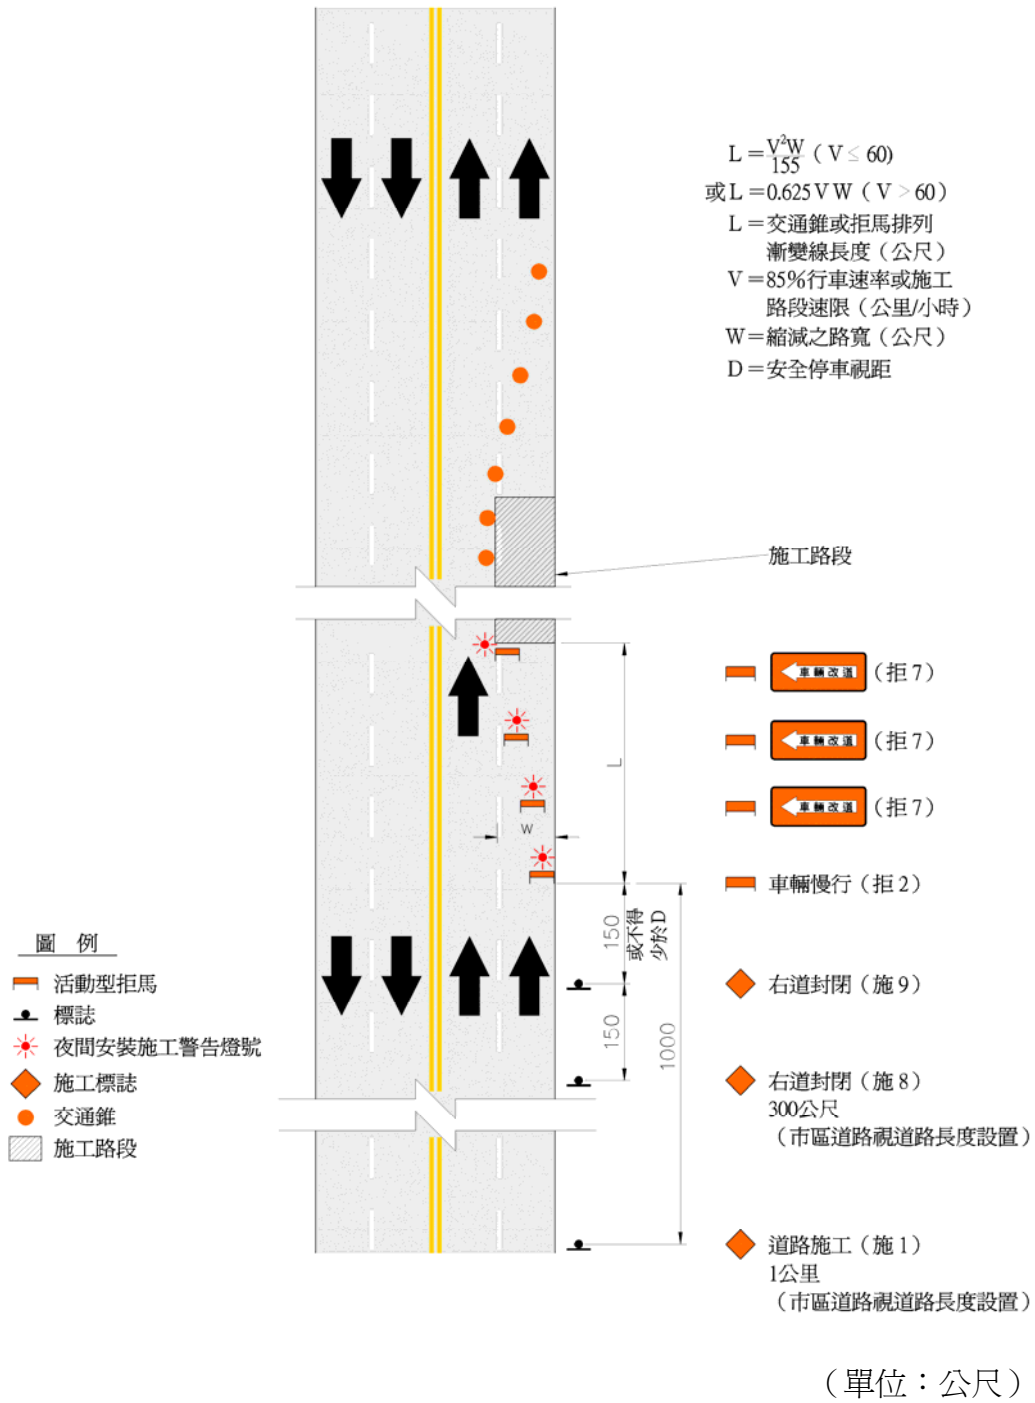 L＝V²W/155（V ≤ 60)
或L＝0.625VW（V > 60）
L＝交通錐或拒馬排列
漸變線長度（公尺）
V＝85%行車速率或施工
路段速限（公里/小時）
W＝縮減之路寬（公尺）
D＝安全停車視距
施工路段
車輛改道（拒7）
車輛改道（拒7）
車輛改道（拒7）
L
W
車輛慢行（拒2）
150
或不得
少於D
右道封閉（施9）
150
1000
右道封閉（施8）
300公尺
（市區道路視道路長度設置）
道路施工（施1）
1公里
（市區道路視道路長度設置）
圖 例
活動型拒馬
標誌
夜間安裝施工警告燈號
施工標誌
交通錐
施工路段
（單位：公尺）